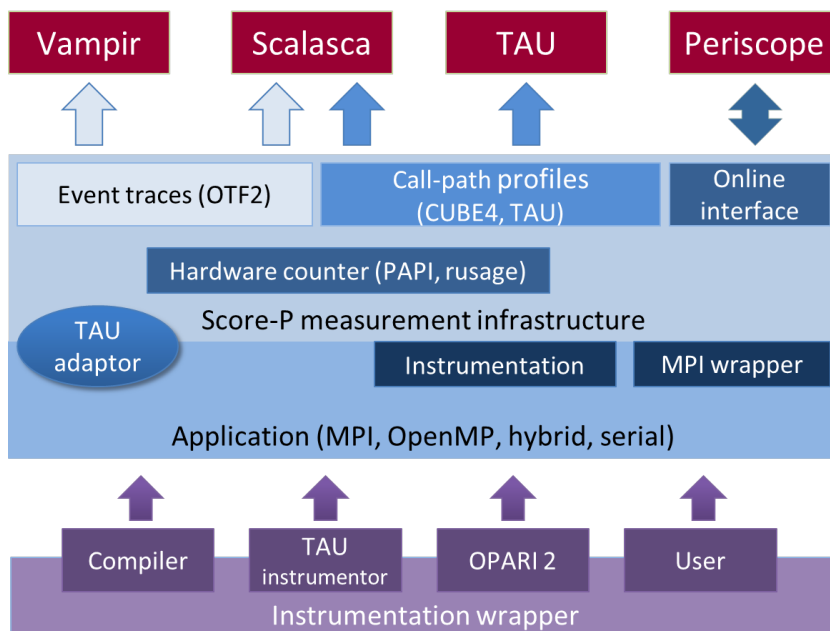 Vampir
Scalasca
TAU
Periscope
Event traces (OTF2)
Call-path profiles
(CUBE4, TAU)
Online
interface
Hardware counter (PAPI, rusage)
Score-P measurement infrastructure
TAU
adaptor
Instrumentation
MPI wrapper
Application (MPI, OpenMP, hybrid, serial)
Compiler
TAU
instrumentor
OPARI 2
User
Instrumentation wrapper